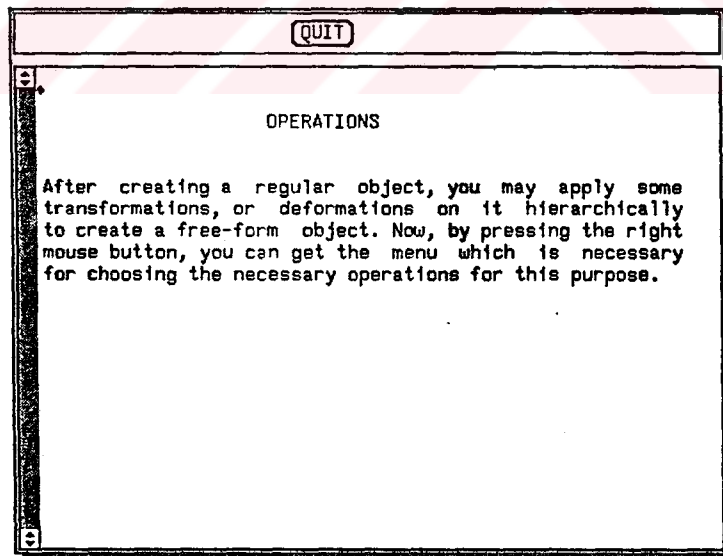 QUIT
OPERATIONS
After creating a regular object, you may apply some
transformations, or deformations on it hierarchically
to create a free-form object. Now, by pressing the right
mouse button, you can get the menu which is necessary
for choosing the necessary operations for this purpose.